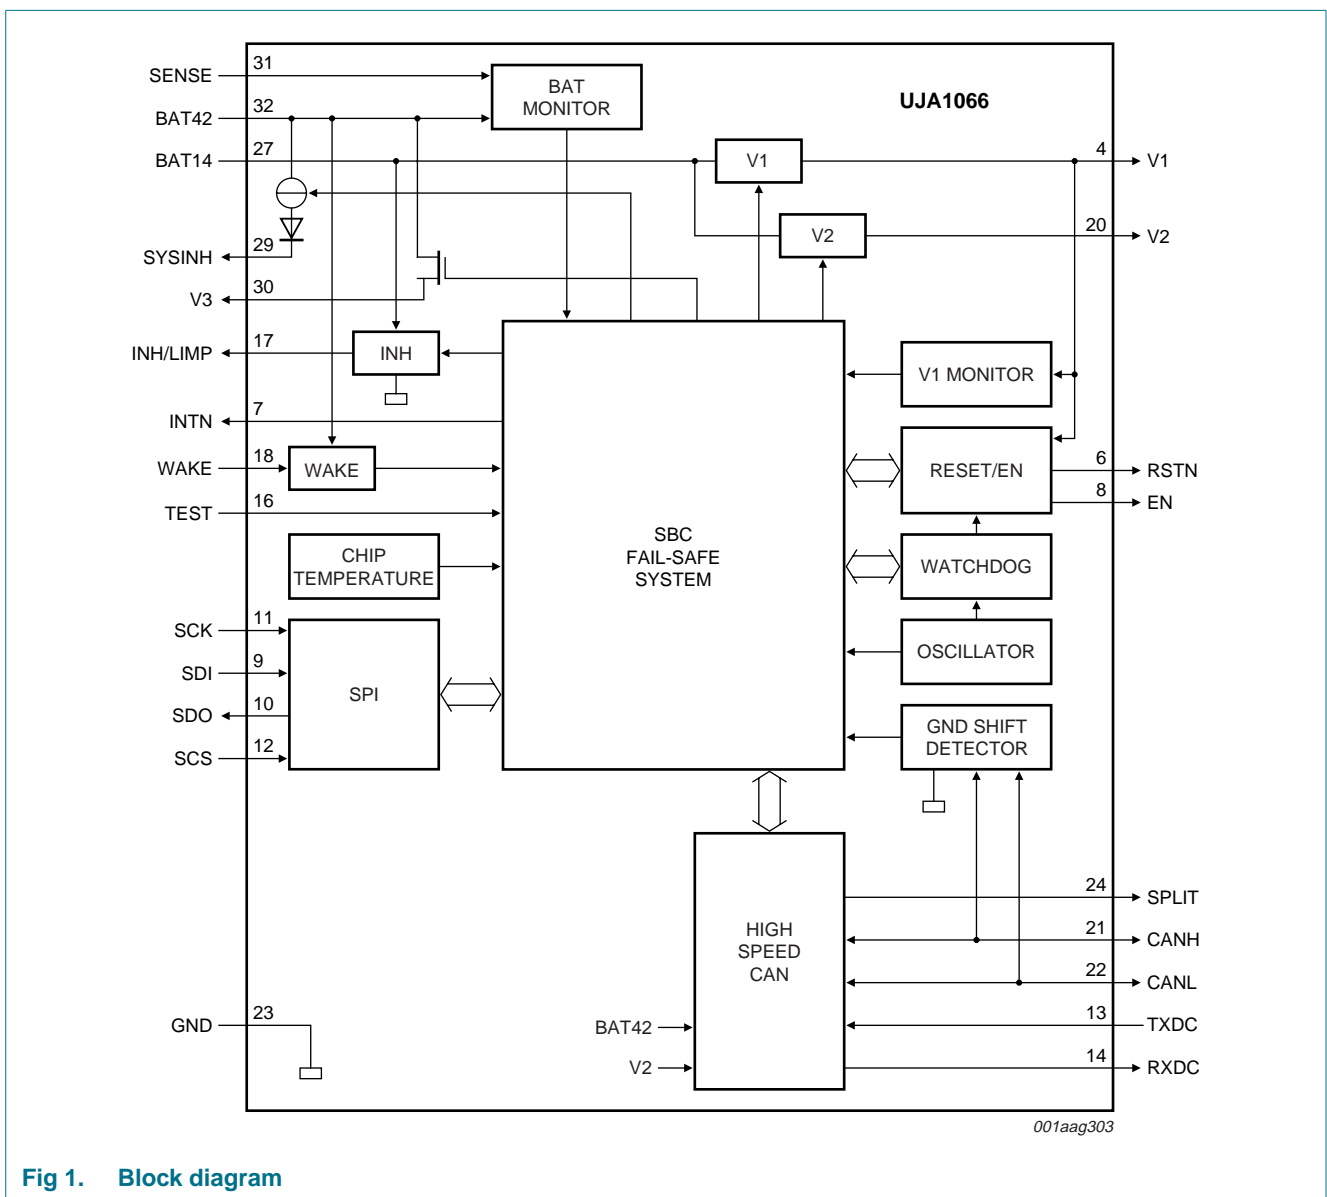 SENSE
31
BAT42
32
BAT14
27
SYSINH
29
V3
30
INH/LIMP
17
INTN
7
WAKE
18
TEST
16
SCK
11
SDI
9
SDO
10
SCS
12
GND
23
BAT
MONITOR
UJA1066
V1
V2
INH
WAKE
CHIP
TEMPERATURE
SPI
SBC
FAIL-SAFE
SYSTEM
V1 MONITOR
RESET/EN
WATCHDOG
OSCILLATOR
GND SHIFT
DETECTOR
HIGH
SPEED
CAN
BAT42
V2
4
V1
20
V2
6
RSTN
8
EN
24
SPLIT
21
CANH
22
CANL
13
TXDC
14
RXDC
001aag303
Fig 1. Block diagram